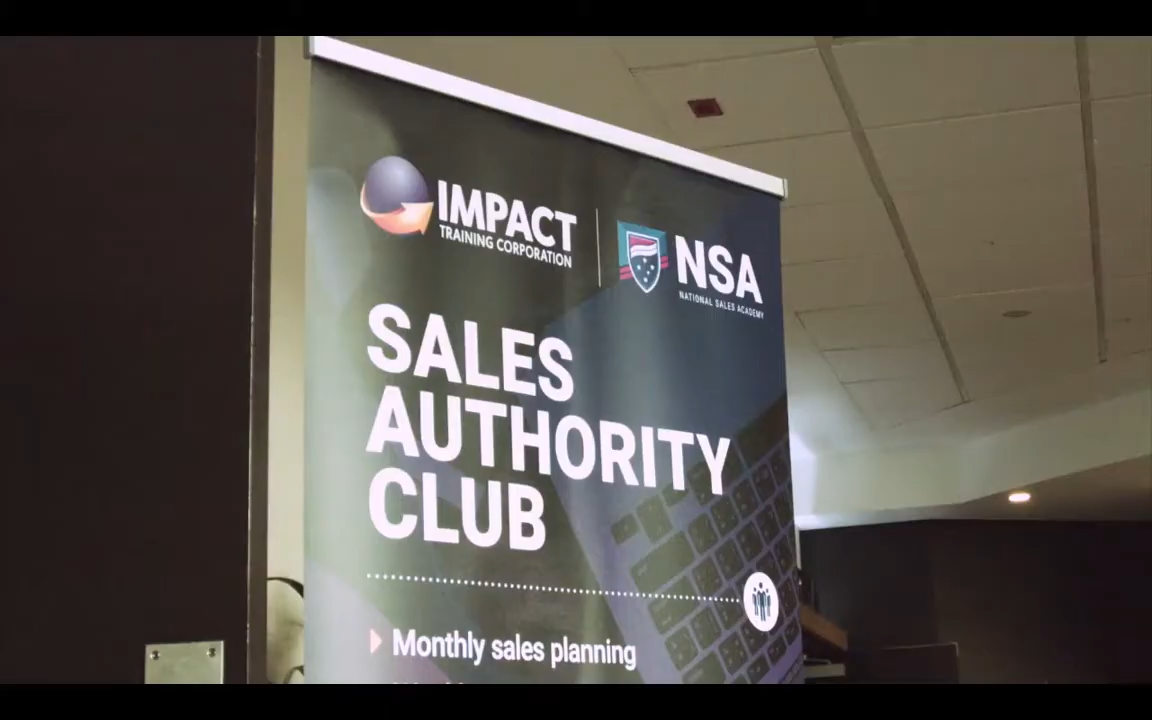 IMPACT
TRAINING CORPORATION
NSA
NATIONAL SALES ACADEMY
SALES
AUTHORITY
CLUB
Monthly sales planning